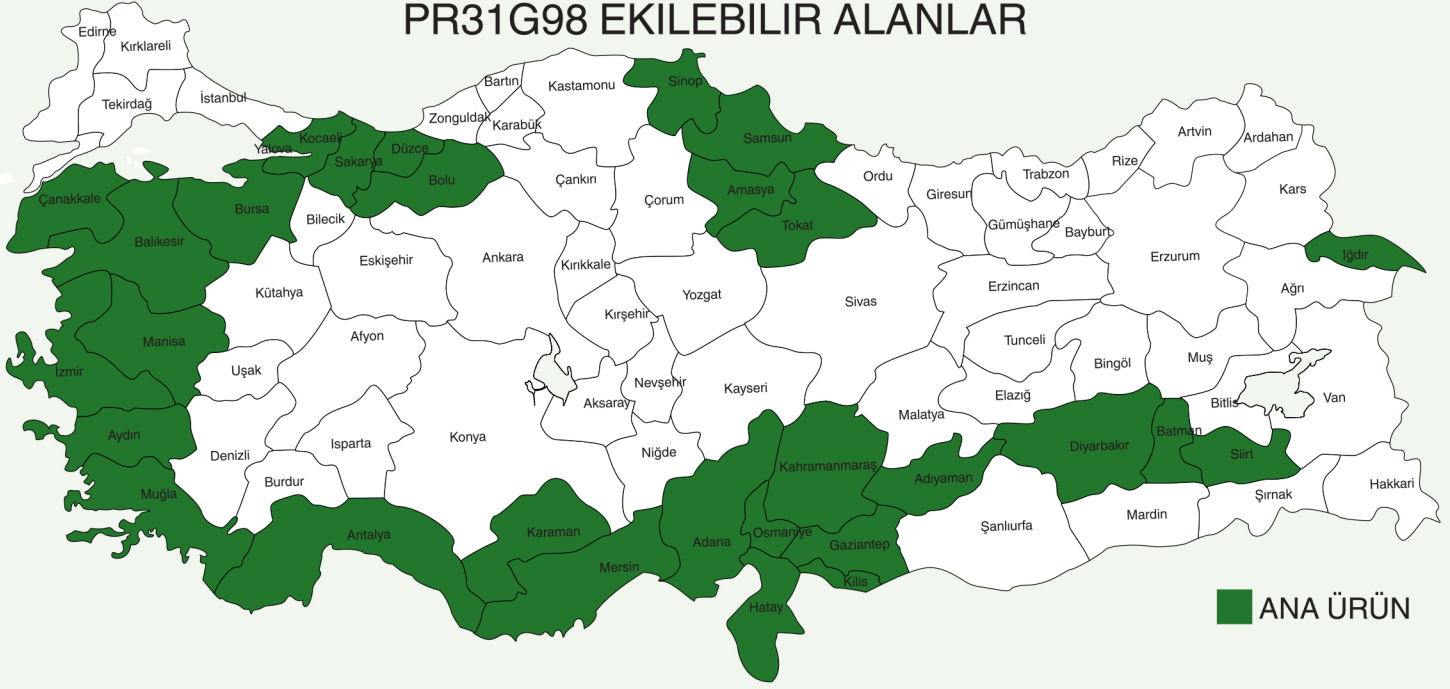 PR31G98 EKILEBILIR ALANLAR
Edirne
Kırklareli
Tekirdağ
İstanbul
Bartın
Kastamonu
Sinop
Zonguldak
Karabük
Samsun
Kocaeli
Yalova
Sakarya
Düzce
Bolu
Çankırı
Çorum
Amasya
Tokat
Ordu
Giresun
Trabzon
Rize
Artvin
Ardahan
Kars
Gümüşhane
Bayburt
Erzurum
Iğdır
Ağrı
Çanakkale
Balıkesir
Bursa
Bilecik
Eskişehir
Ankara
Kırıkkale
Kütahya
Kırşehir
Yozgat
Sivas
Erzincan
Tunceli
Bingöl
Muş
Manisa
Afyon
Uşak
İzmir
Nevşehir
Aksaray
Kayseri
Malatya
Elazığ
Bitlis
Van
Aydın
Denizli
Isparta
Konya
Niğde
Kahramanmaraş
Adıyaman
Diyarbakır
Batman
Siirt
Burdur
Muğla
Antalya
Karaman
Mersin
Adana
Osmaniye
Gaziantep
Kilis
Hatay
Şanlıurfa
Mardin
Şırnak
Hakkari
ANA ÜRÜN